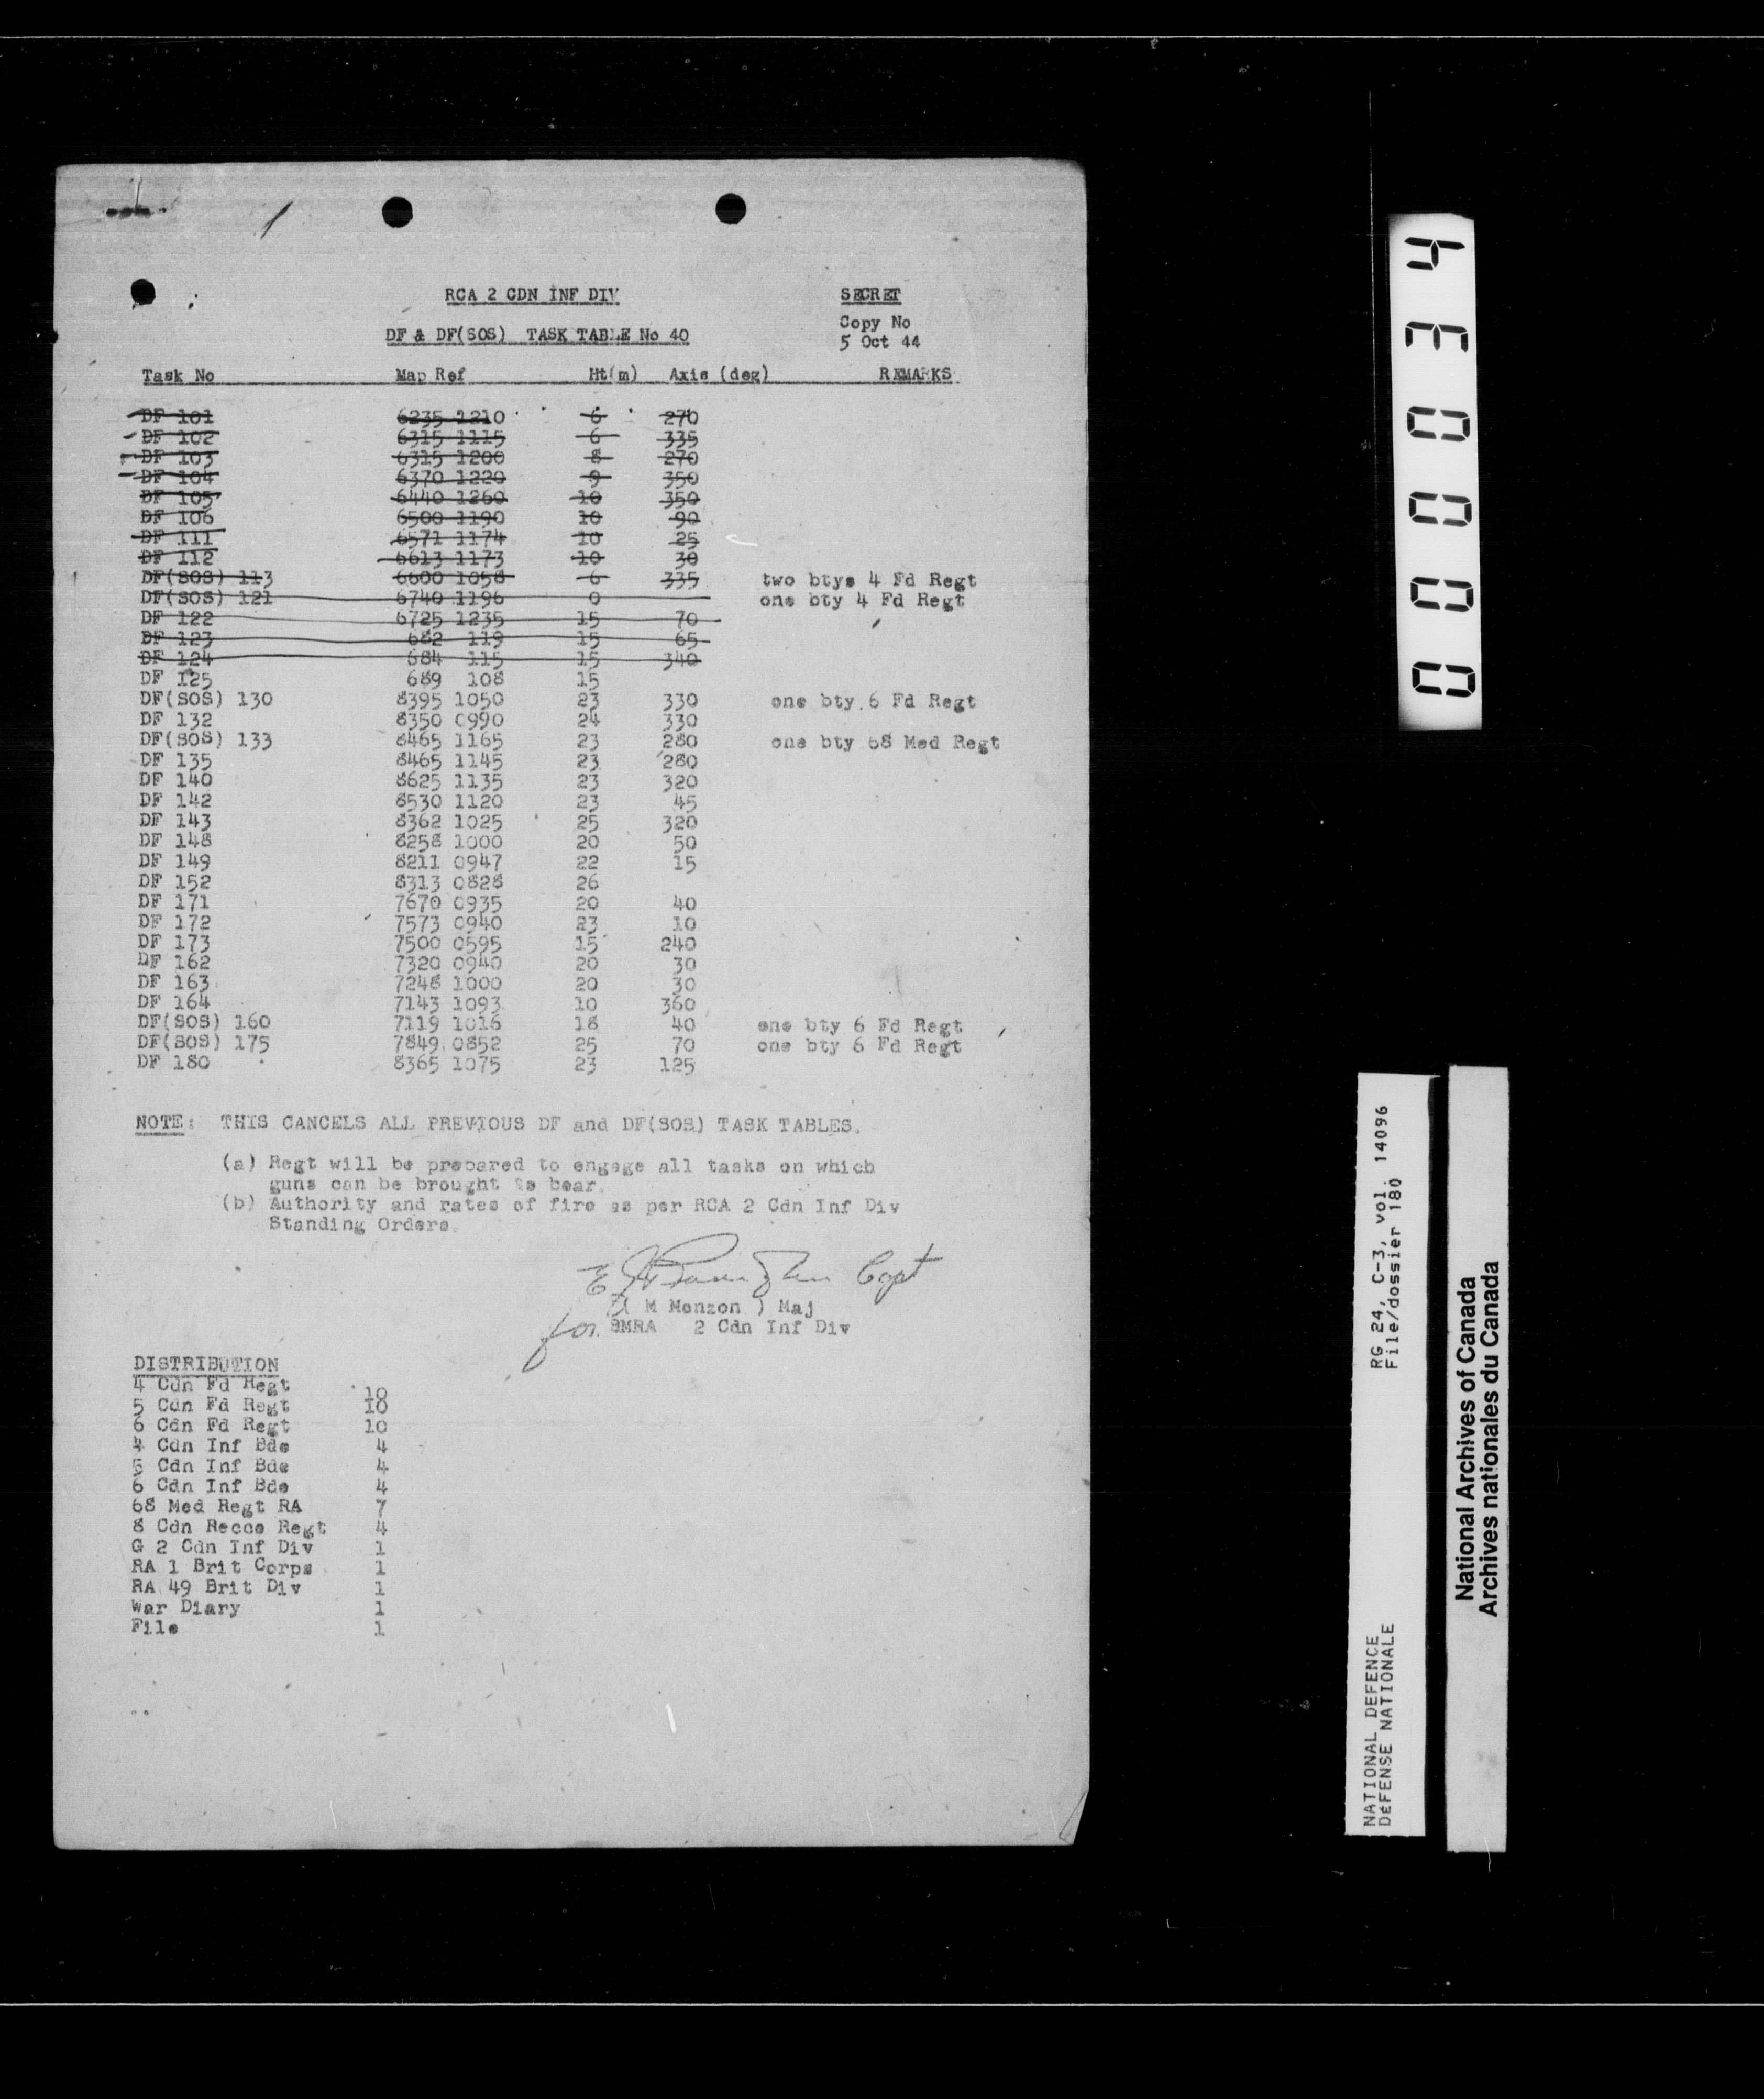 RCA 2 CDN INF DIV SECRET
Copy No
DF & DF(SOS) TASK TABLE No 40
5 Oct 44
Task No Map Ref Ht(m) Axis (deg) REMARKS
DF 101 6235 1210 6 270
DF 102 6315 1115 6 335
DF 103 6315 1200 8 270
DF 104 6370 1220 9 350
DF 105 6440 1260 10 350
DF 106 6500 1190 10 90
DF 111 6571 1174 10 25
DF 112 6613 1173 10 30
DF(SOS) 113 6600 1058 6 335 two btys 4 Fd Regt
DF(SOS) 121 6740 1196 0 one bty 4 Fd Regt
DF 122 6725 1235 15 70
DF 123 682 119 15 65
DF 124 684 115 15 340
DF 125 689 108 15
DF(SOS) 130 8395 1050 23 330 one bty 6 Fd Regt
DF 132 8350 0990 24 330
DF(SOS) 133 8465 1165 23 280 one bty 68 Med Regt
DF 135 8465 1145 23 280
DF 140 8625 1135 23 320
DF 142 8530 1120 23 45
DF 143 8362 1025 25 320
DF 148 8258 1000 20 50
DF 149 8211 0947 22 15
DF 152 8313 0828 26
DF 171 7670 0935 20 40
DF 172 7573 0940 23 10
DF 173 7500 0595 15 240
DF 162 7320 0940 20 30
DF 163 7248 1000 20 30
DF 164 7143 1093 10 360
DF(SOS) 160 7119 1016 18 40 one bty 6 Fd Regt
DF(SOS) 175 7849 0852 25 70 one bty 6 Fd Regt
DF 180 8365 1075 23 125
NOTE: THIS CANCELS ALL PREVIOUS DF and DF(SOS) TASK TABLES.
(a) Regt will be prepared to engage all tasks on which
guns can be brought to bear.
(b) Authority and rates of fire as per RCA 2 Cdn Inf Div
Standing Orders.
Capt
( M Monzon ) Maj
for BMRA 2 Cdn Inf Div
DISTRIBUTION
4 Cdn Fd Regt 10
5 Cdn Fd Regt 10
6 Cdn Fd Regt 10
4 Cdn Inf Bde 4
5 Cdn Inf Bde 4
6 Cdn Inf Bde 4
68 Med Regt RA 7
8 Cdn Recce Regt 4
G 2 Cdn Inf Div 1
RA 1 Brit Corps 1
RA 49 Brit Div 1
War Diary 1
File 1
00004
NATIONAL DEFENCE RG 24, C-3, vol. 14096
DéFENSE NATIONALE File/dossier 180
National Archives of Canada
Archives nationales du Canada